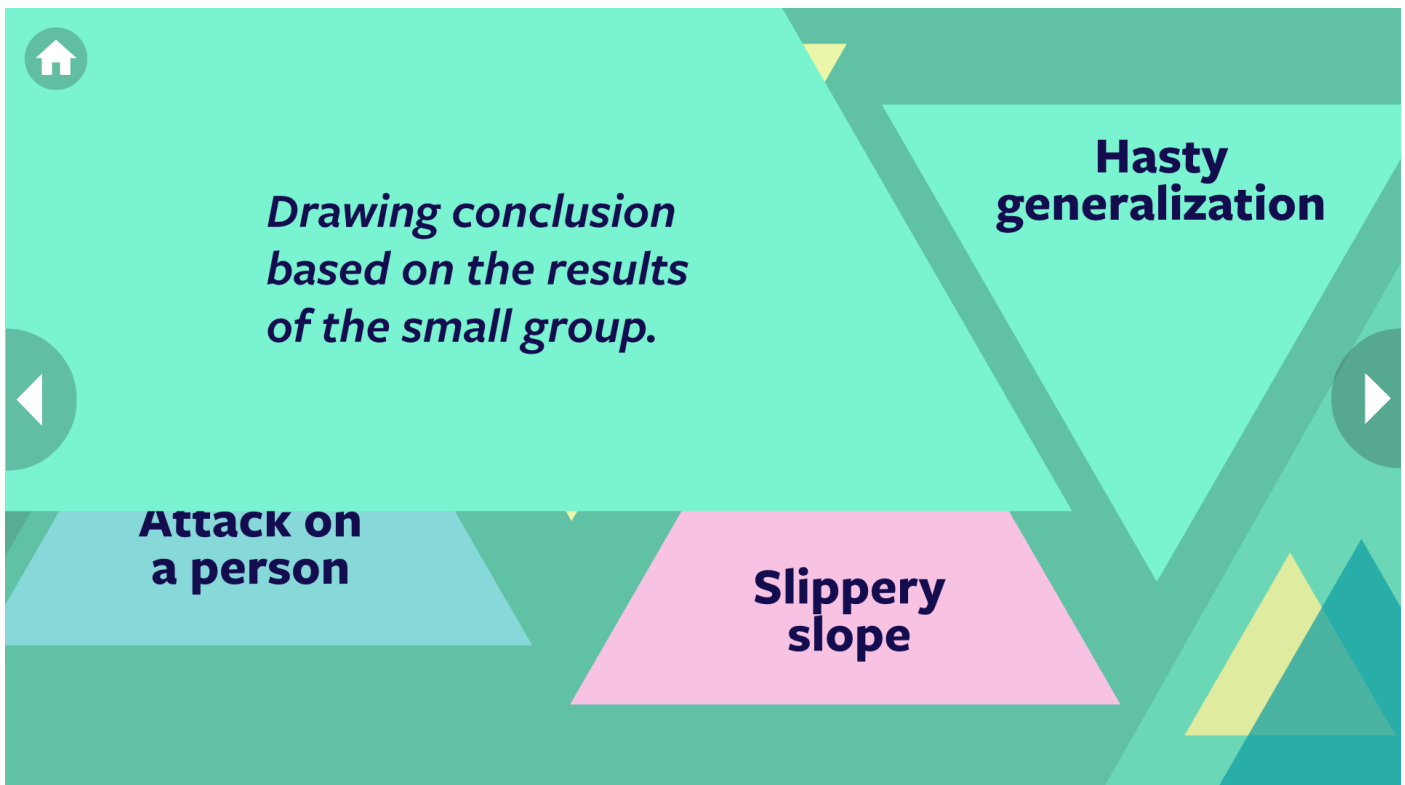 Drawing conclusion
based on the results
of the small group.
Hasty
generalization
Attack on
a person
Slippery
slope